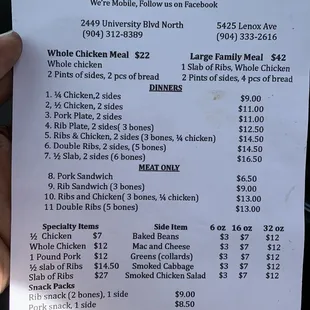 We're Mobile, Follow us on Facebook
2449 University Blvd North 5425 Lenox Ave
(904) 312-8389 (904) 333-2616
Whole Chicken Meal $22 Large Family Meal $42
Whole chicken 1 Slab of Ribs, Whole Chicken
2 Pints of sides, 2 pcs of bread 2 Pints of sides, 4 pcs of bread
DINNERS
1. ¼ Chicken,2 sides $9.00
2. ½ Chicken, 2 sides $11.00
3. Pork Plate, 2 sides $11.00
4. Rib Plate, 2 sides( 3 bones) $12.50
5. Ribs & Chicken, 2 sides (3 bones, ¼ chicken) $14.50
6. Double Ribs, 2 sides, (5 bones) $14.50
7. ½ Slab, 2 sides (6 bones) $16.50
MEAT ONLY
8. Pork Sandwich $6.50
9. Rib Sandwich (3 bones) $9.00
10. Ribs and Chicken( 3 bones, ¼ chicken) $13.00
11 Double Ribs (5 bones) $13.00
Specialty Items Side Item 6 oz 16 oz 32 oz
½ Chicken $7 Baked Beans $3 $7 $12
Whole Chicken $12 Mac and Cheese $3 $7 $12
1 Pound Pork $12 Greens (collards) $3 $7 $12
½ slab of Ribs $14.50 Smoked Cabbage $3 $7 $12
Slab of Ribs $27 Smoked Chicken Salad $3 $7 $12
Snack Packs
Rib snack (2 bones), 1 side $9.00
Pork snack, 1 side $8.50